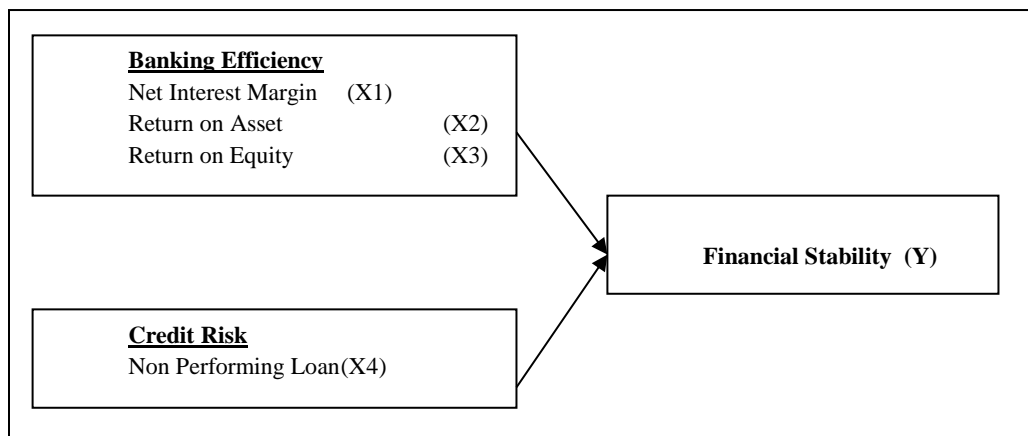 Banking Efficiency
Net Interest Margin (X1)
Return on Asset (X2)
Return on Equity (X3)
Financial Stability (Y)
Credit Risk
Non Performing Loan(X4)